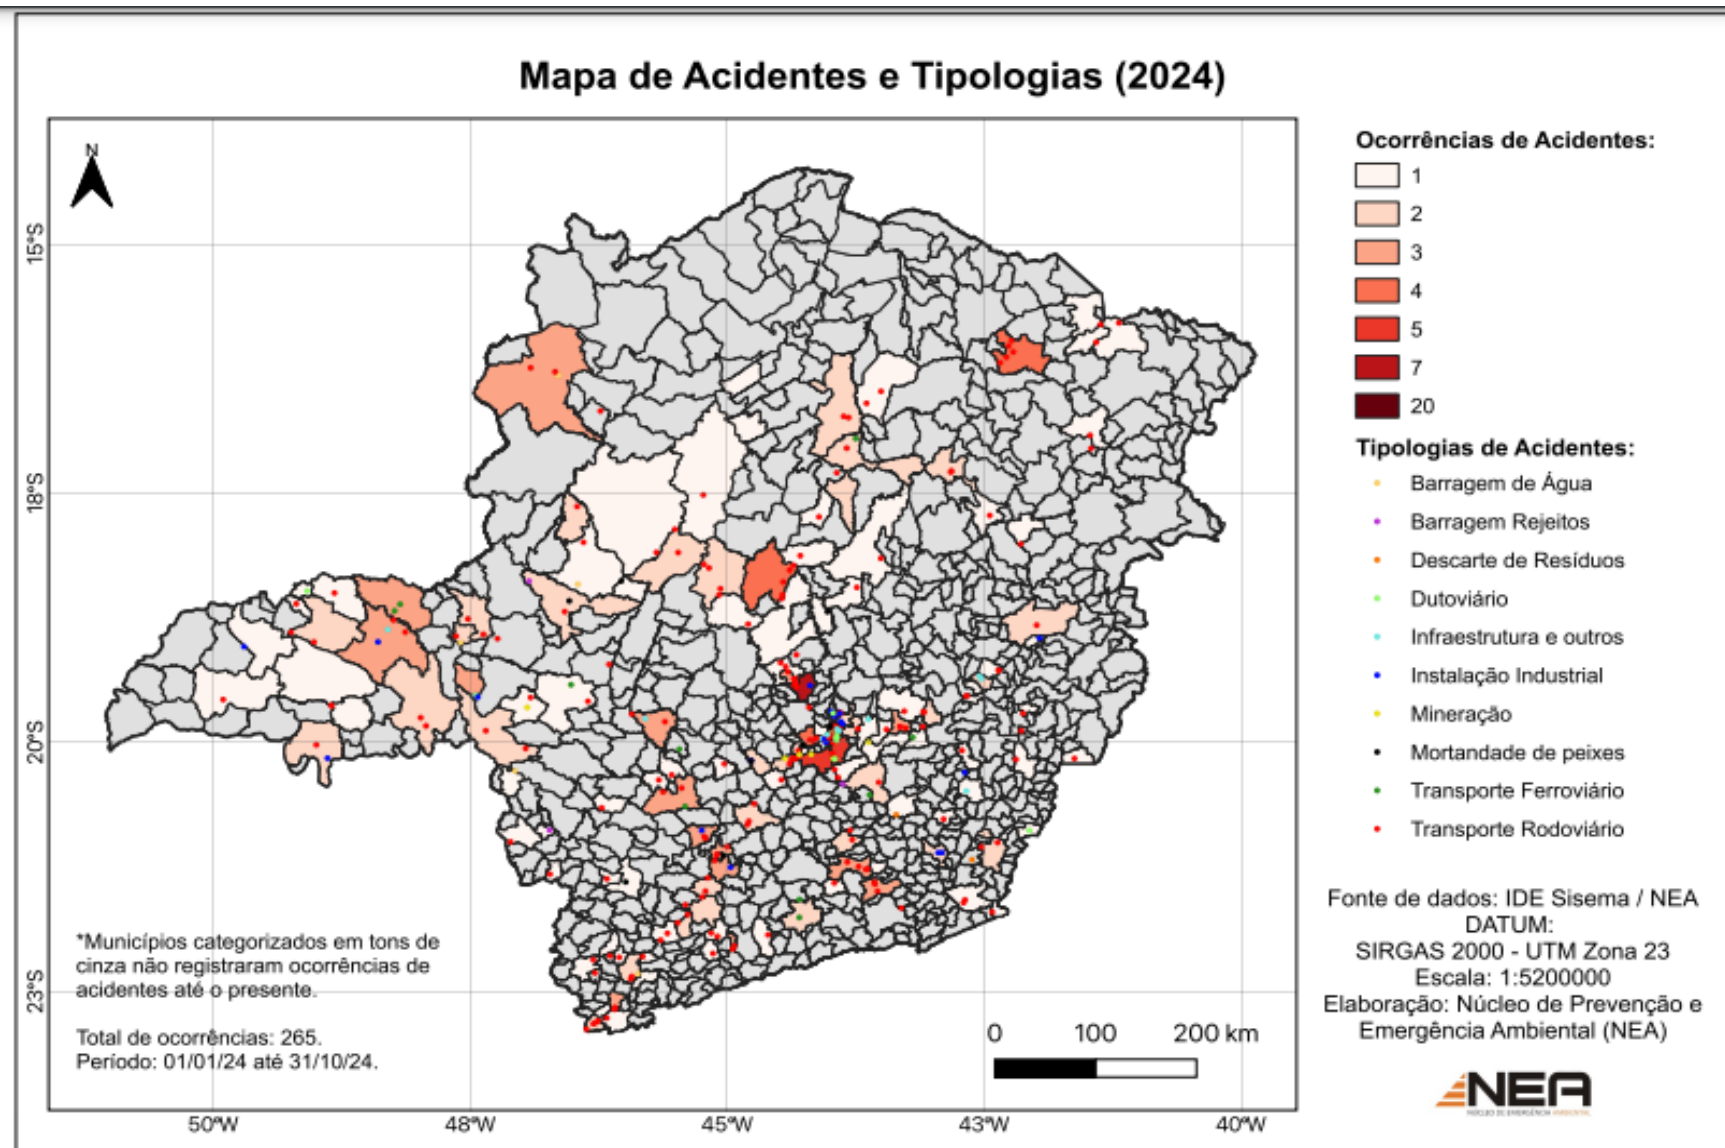 Mapa de Acidentes e Tipologias (2024)
N
15°S
18°S
20°S
23°S
50°W
48°W
45°W
43°W
40°W
*Municípios categorizados em tons de
cinza não registraram ocorrências de
acidentes até o presente.
Total de ocorrências: 265.
Período: 01/01/24 até 31/10/24.
0 100 200 km
Ocorrências de Acidentes:
1
2
3
4
5
7
20
Tipologias de Acidentes:
Barragem de Água
Barragem Rejeitos
Descarte de Resíduos
Dutoviário
Infraestrutura e outros
Instalação Industrial
Mineração
Mortandade de peixes
Transporte Ferroviário
Transporte Rodoviário
Fonte de dados: IDE Sisema / NEA
DATUM:
SIRGAS 2000 - UTM Zona 23
Escala: 1:5200000
Elaboração: Núcleo de Prevenção e
Emergência Ambiental (NEA)
NEA
NÚCLEO DE EMERGÊNCIA AMBIENTAL